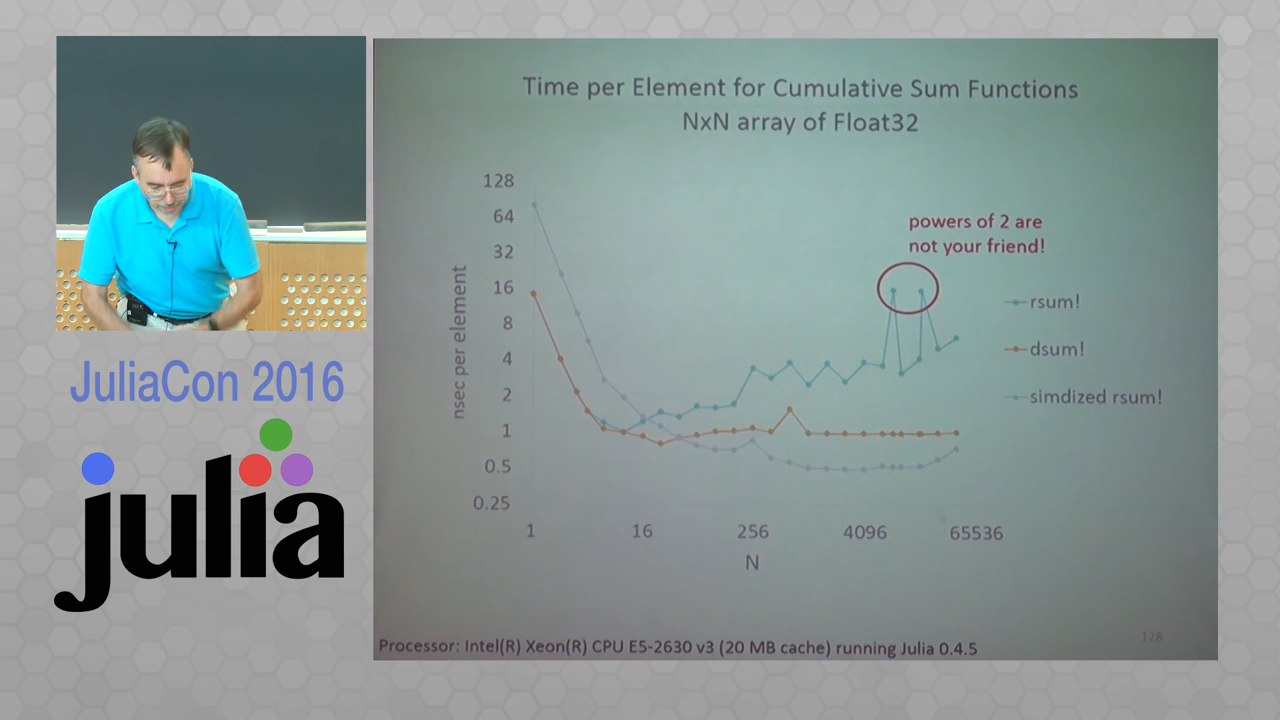 Time per Element for Cumulative Sum Functions
NxN array of Float32
128
64
32
16
8
4
2
1
0.5
0.25
nsec per element
powers of 2 are
not your friend!
rsum!
dsum!
simdized rsum!
1 16 256 4096 65536
N
Processor: Intel(R) Xeon(R) CPU E5-2630 v3 (20 MB cache) running Julia 0.4.5
128
JuliaCon 2016
julia